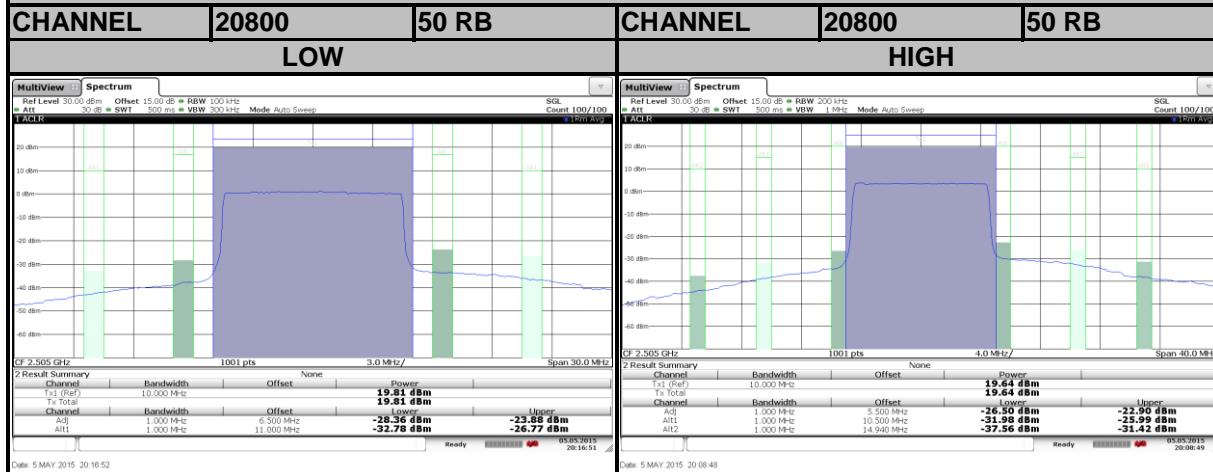 CHANNEL 20800 50 RB
LOW
MultiView Spectrum
Ref Level 30.00 dBm Offset 15.00 dB RBW 100 kHz SGL
Att 30 dB SWT 500 ms VBW 300 kHz Mode Auto Sweep Count 100/100
1 ACLR 1Rm Avg
20 dBm
10 dBm
0 dBm
-10 dBm
-20 dBm
-30 dBm
-40 dBm
-50 dBm
-60 dBm
CF 2.505 GHz 1001 pts 3.0 MHz/ Span 30.0 MHz
2 Result Summary None
Channel Bandwidth Offset Power
Tx1 (Ref) 10.000 MHz 19.81 dBm
Tx Total 19.81 dBm
Channel Bandwidth Offset Lower Upper
Adj 1.000 MHz 6.500 MHz -28.36 dBm -23.88 dBm
Alt1 1.000 MHz 11.000 MHz -32.78 dBm -26.77 dBm
Ready 05.05.2015
20:16:51
Date: 5.MAY.2015 20:16:52
CHANNEL 20800 50 RB
HIGH
MultiView Spectrum
Ref Level 30.00 dBm Offset 15.00 dB RBW 200 kHz SGL
Att 30 dB SWT 500 ms VBW 1 MHz Mode Auto Sweep Count 100/100
1 ACLR 1Rm Avg
20 dBm
10 dBm
0 dBm
-10 dBm
-20 dBm
-30 dBm
-40 dBm
-50 dBm
-60 dBm
CF 2.505 GHz 1001 pts 4.0 MHz/ Span 40.0 MHz
2 Result Summary None
Channel Bandwidth Offset Power
Tx1 (Ref) 10.000 MHz 19.64 dBm
Tx Total 19.64 dBm
Channel Bandwidth Offset Lower Upper
Adj 1.000 MHz 5.500 MHz -26.50 dBm -22.90 dBm
Alt1 1.000 MHz 10.500 MHz -31.98 dBm -25.99 dBm
Alt2 1.000 MHz 14.940 MHz -37.56 dBm -31.42 dBm
Ready 05.05.2015
20:08:49
Date: 5.MAY.2015 20:08:48